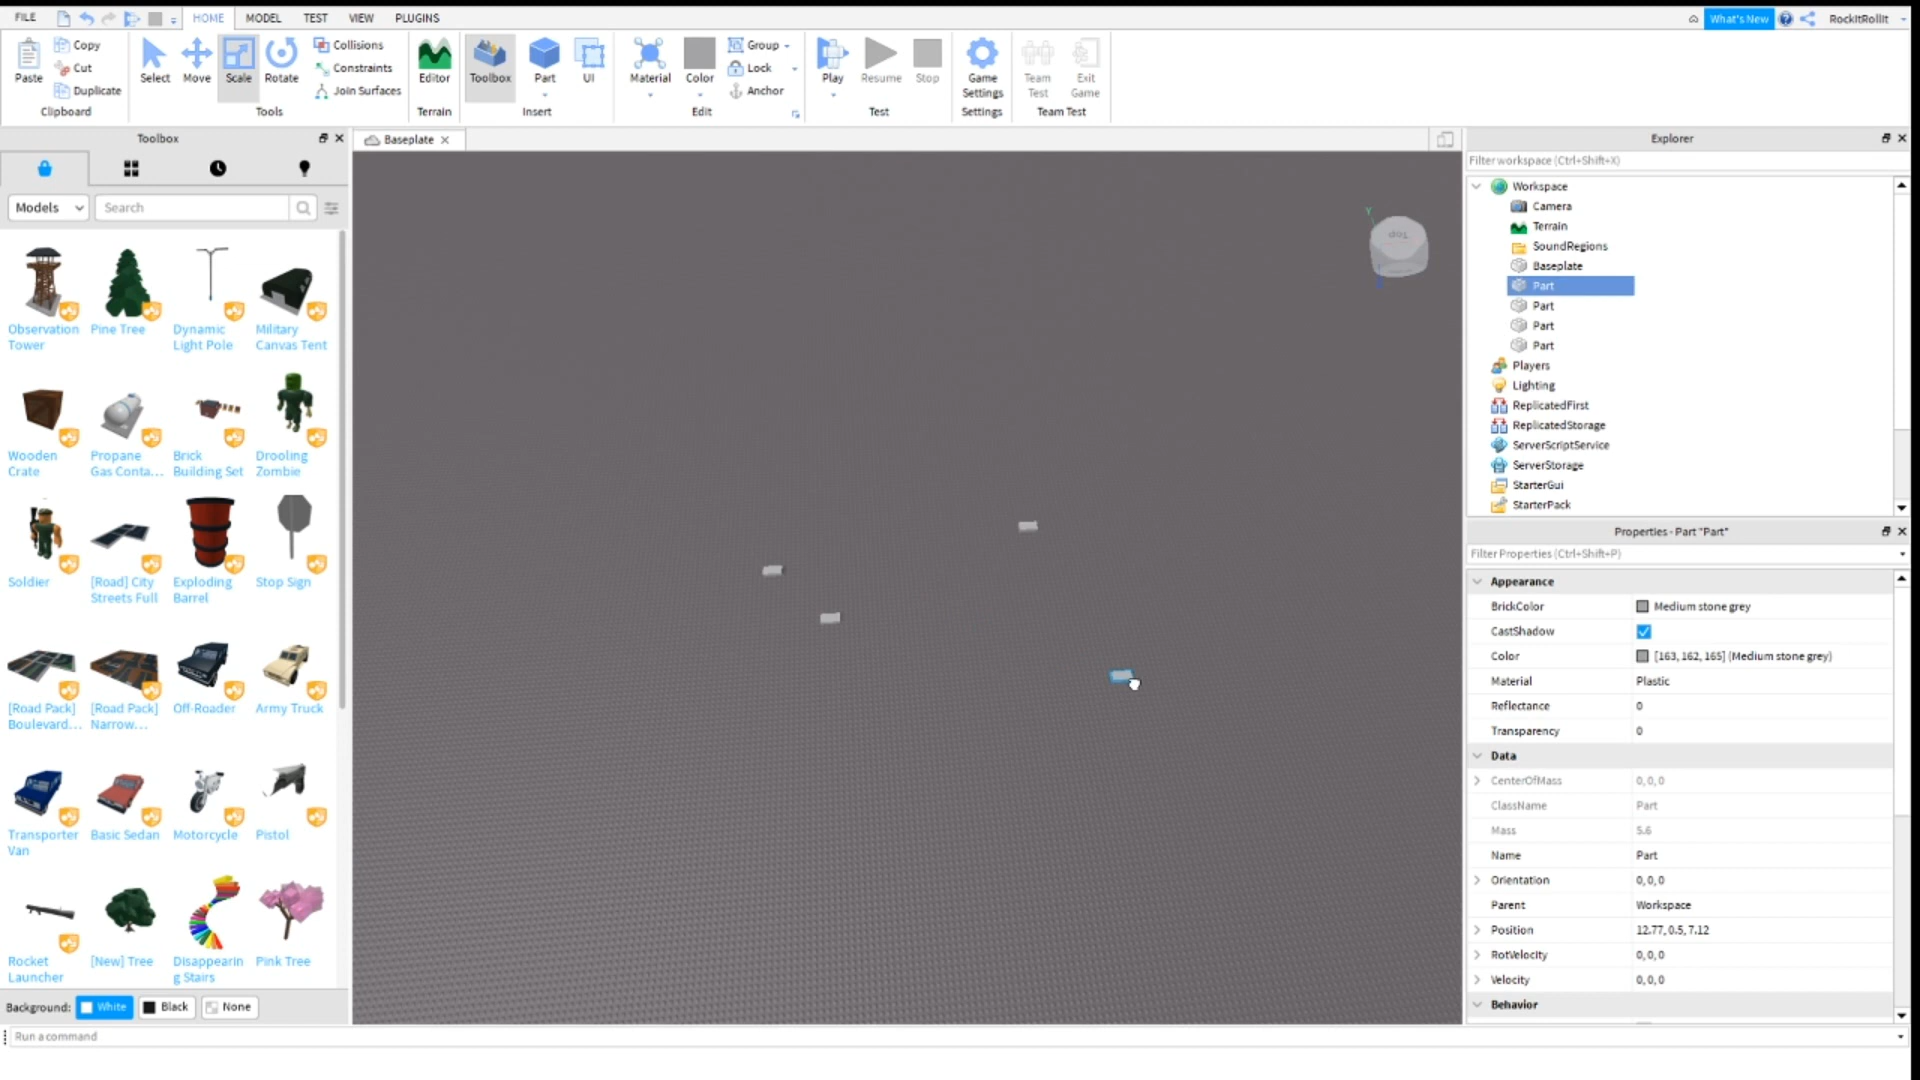 FILE HOME MODEL TEST VIEW PLUGINS What's New RockItRollIt
Paste Copy Cut Duplicate Clipboard
Select Move Scale Rotate Collisions Constraints Join Surfaces Tools
Editor Terrain
Toolbox Part UI Insert
Material Color Group Lock Anchor Edit
Play Resume Stop Test
Game Settings Settings
Team Test Exit Game Team Test
Toolbox
Models Search
Observation Tower
Pine Tree
Dynamic Light Pole
Military Canvas Tent
Wooden Crate
Propane Gas Conta...
Brick Building Set
Drooling Zombie
Soldier
[Road] City Streets Full
Exploding Barrel
Stop Sign
[Road Pack] Boulevard...
[Road Pack] Narrow...
Off-Roader
Army Truck
Transporter Van
Basic Sedan
Motorcycle
Pistol
Rocket Launcher
[New] Tree
Disappearin g Stairs
Pink Tree
Background: White Black None
Run a command
Baseplate
Y
Top
Explorer
Filter workspace (Ctrl+Shift+X)
Workspace
Camera
Terrain
SoundRegions
Baseplate
Part
Part
Part
Part
Players
Lighting
ReplicatedFirst
ReplicatedStorage
ServerScriptService
ServerStorage
StarterGui
StarterPack
Properties - Part "Part"
Filter Properties (Ctrl+Shift+P)
Appearance
BrickColor Medium stone grey
CastShadow
Color [163, 162, 165] (Medium stone grey)
Material Plastic
Reflectance 0
Transparency 0
Data
CenterOfMass 0, 0, 0
ClassName Part
Mass 5.6
Name Part
Orientation 0, 0, 0
Parent Workspace
Position 12.77, 0.5, 7.12
RotVelocity 0, 0, 0
Velocity 0, 0, 0
Behavior